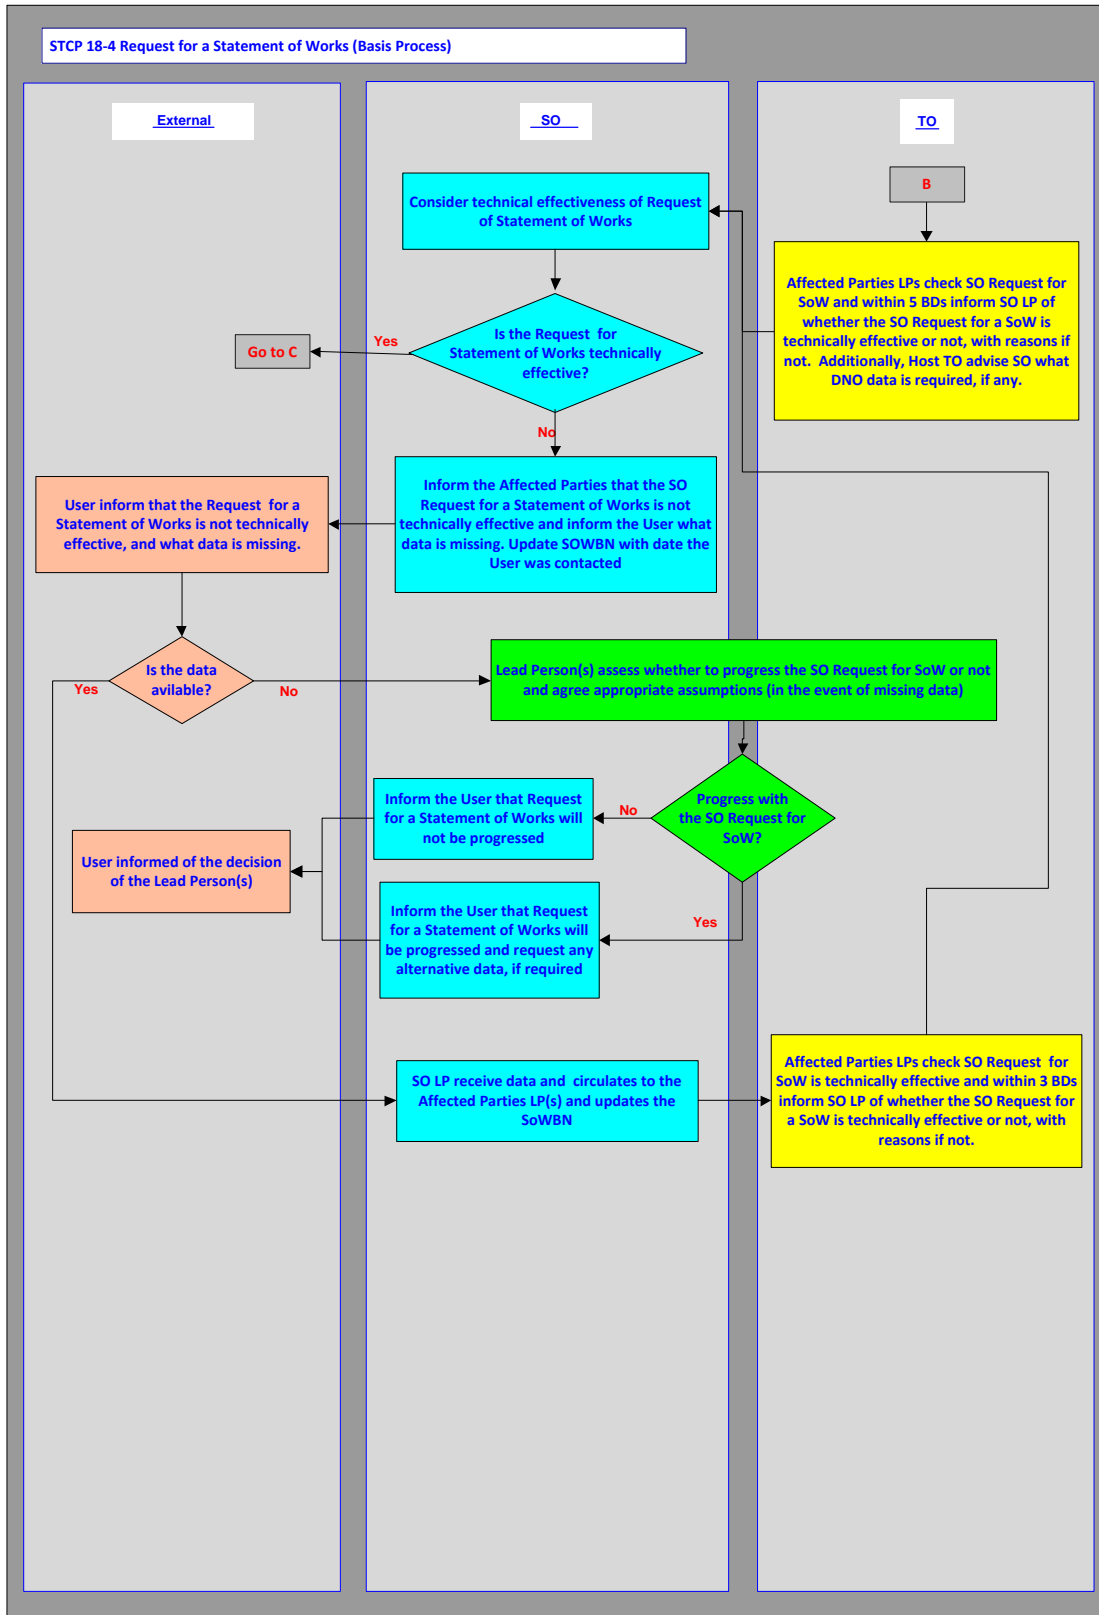 STCP 18-4 Request for a Statement of Works (Basis Process)
External
SO
TO
B
Consider technical effectiveness of Request
of Statement of Works
Affected Parties LPs check SO Request for
SoW and within 5 BDs inform SO LP of
whether the SO Request for a SoW is
technically effective or not, with reasons if
not.  Additionally, Host TO advise SO what
DNO data is required, if any.
Is the Request  for
Statement of Works technically
effective?
Yes
Go to C
No
Inform the Affected Parties that the SO
Request for a Statement of Works is not
technically effective and inform the User what
data is missing. Update SOWBN with date the
User was contacted
User inform that the Request  for a
Statement of Works is not technically
effective, and what data is missing.
Is the data
avilable?
Yes
No
Lead Person(s) assess whether to progress the SO Request for SoW or not
and agree appropriate assumptions (in the event of missing data)
Progress with
the SO Request for
SoW?
No
Inform the User that Request
for a Statement of Works will
not be progressed
User informed of the decision
of the Lead Person(s)
Yes
Inform the User that Request
for a Statement of Works will
be progressed and request any
alternative data, if required
SO LP receive data and  circulates to the
Affected Parties LP(s) and updates the
SoWBN
Affected Parties LPs check SO Request  for
SoW is technically effective and within 3 BDs
inform SO LP of whether the SO Request for
a SoW is technically effective or not, with
reasons if not.